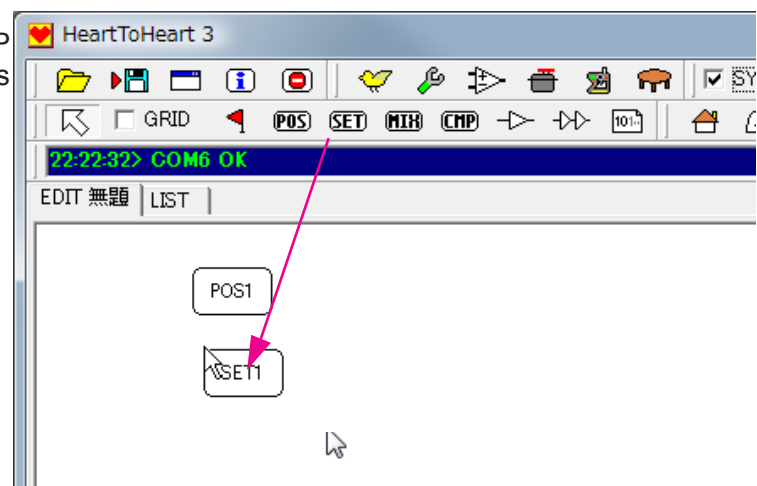 P
s
HeartToHeart 3
SY
GRID POS SET MIX CMP 101..
22:22:32> COM6 OK
EDIT 無題 LIST
POS1
SET1